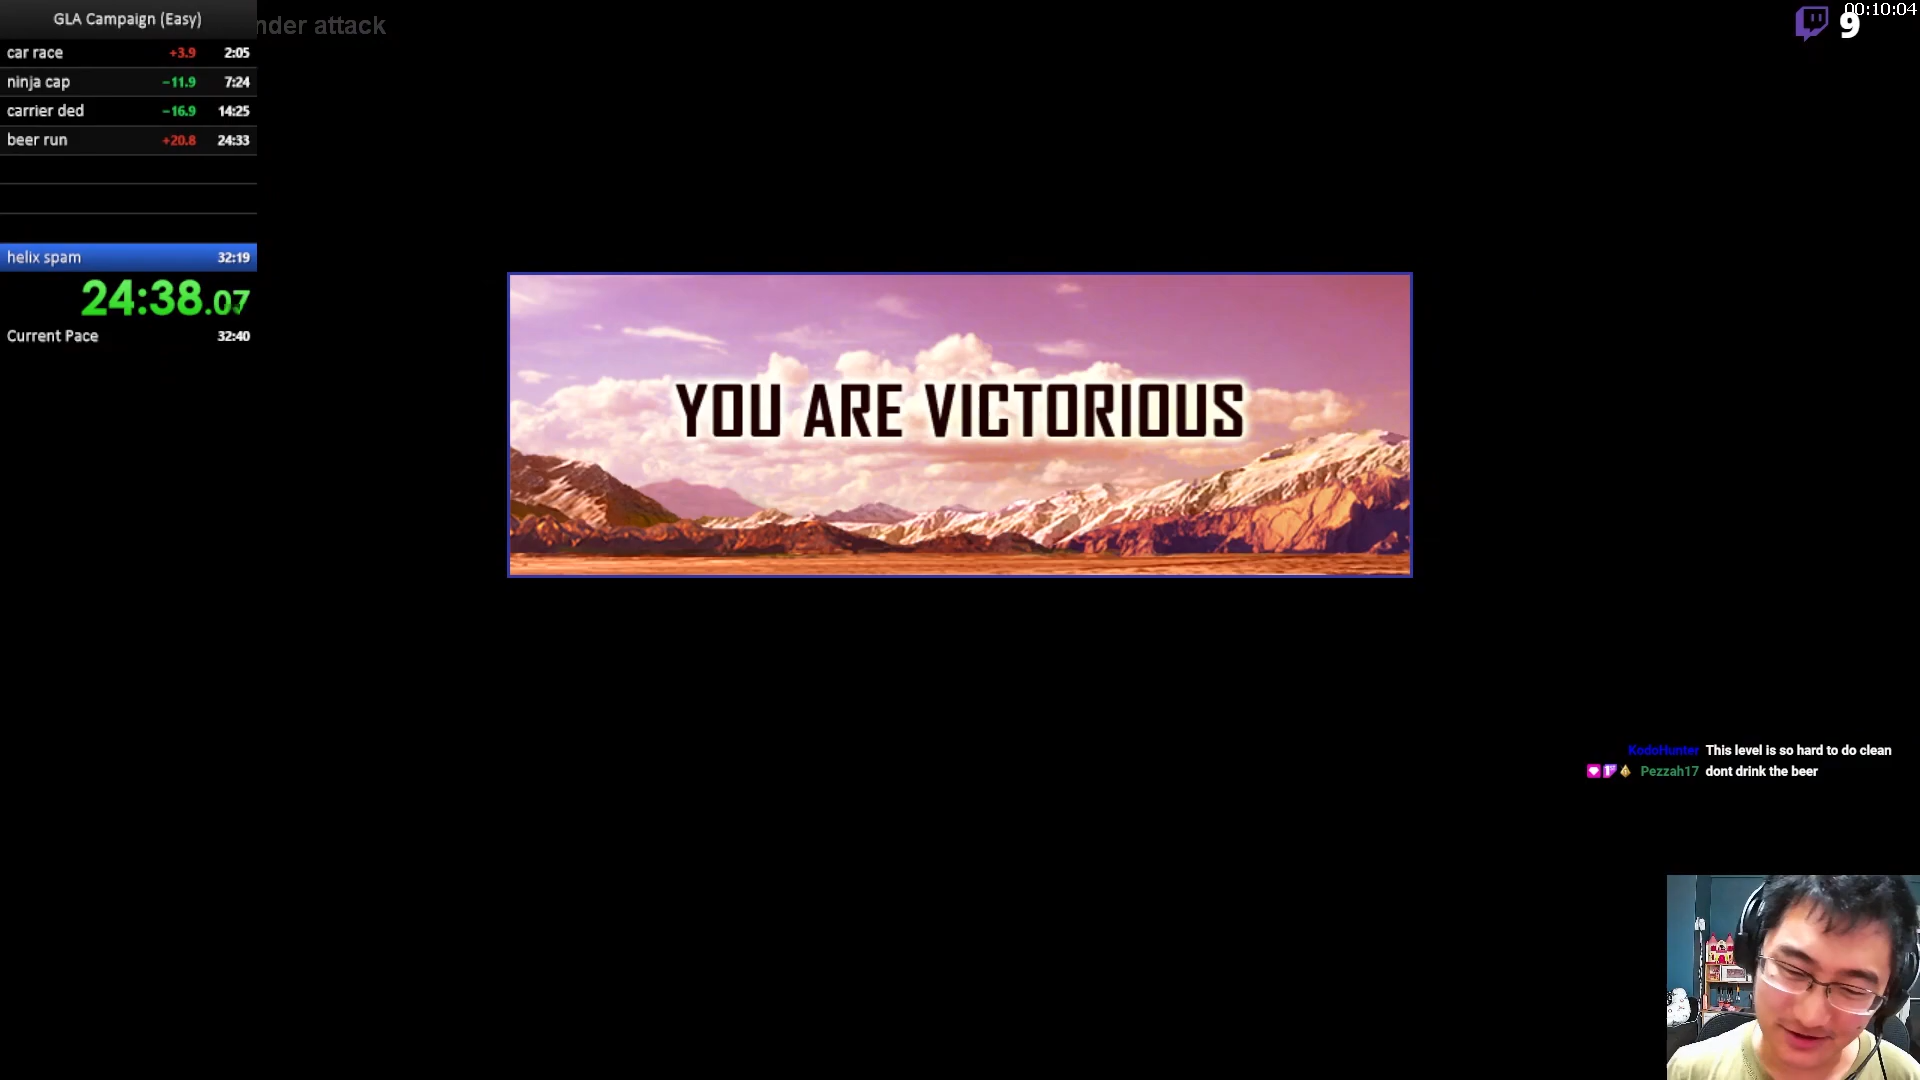 GLA Campaign (Easy)
nder attack
00:10:04
9
car race +3.9 2:05
ninja cap −11.9 7:24
carrier ded −16.9 14:25
beer run +20.8 24:33
helix spam 32:19
24:38.07
Current Pace 32:40
YOU ARE VICTORIOUS
KodoHunter This level is so hard to do clean
Pezzah17 dont drink the beer